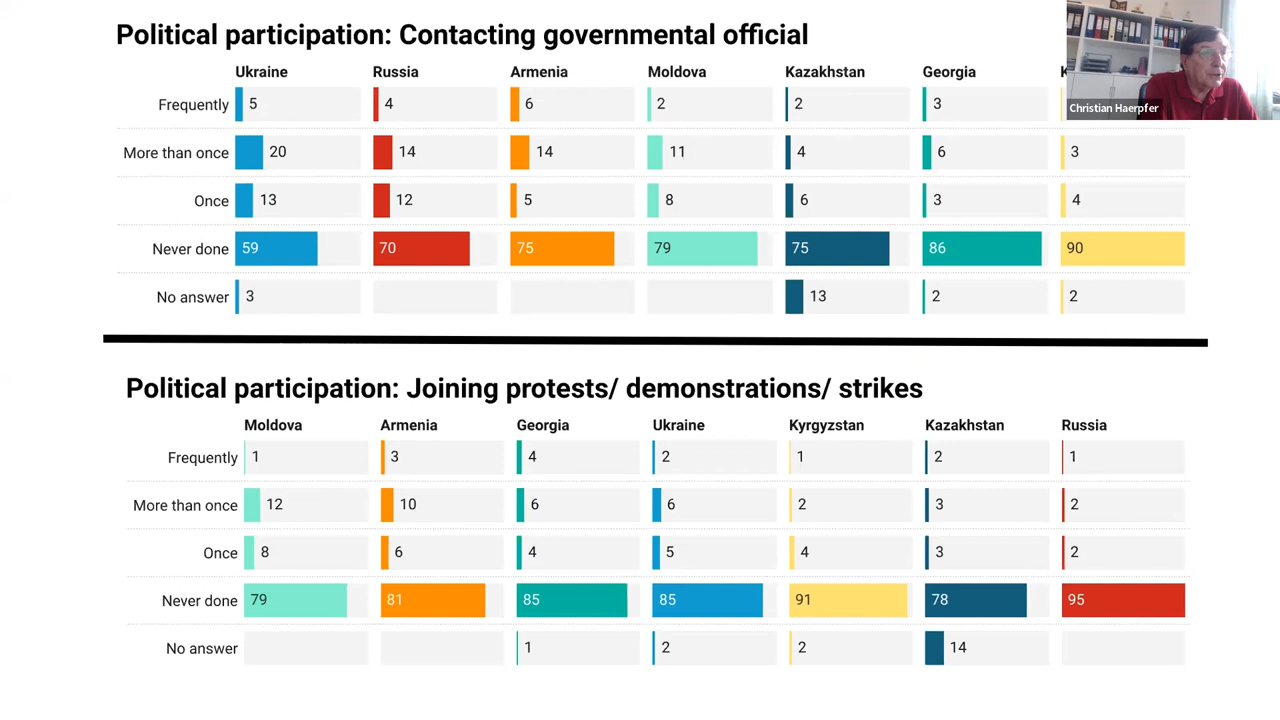 Political participation: Contacting governmental official
Ukraine Russia Armenia Moldova Kazakhstan Georgia
Christian Haerpfer
Frequently 5 4 6 2 2 3
More than once 20 14 14 11 4 6 3
Once 13 12 5 8 6 3 4
Never done 59 70 75 79 75 86 90
No answer 3 13 2 2
Political participation: Joining protests/ demonstrations/ strikes
Moldova Armenia Georgia Ukraine Kyrgyzstan Kazakhstan Russia
Frequently 1 3 4 2 1 2 1
More than once 12 10 6 6 2 3 2
Once 8 6 4 5 4 3 2
Never done 79 81 85 85 91 78 95
No answer 1 2 2 14